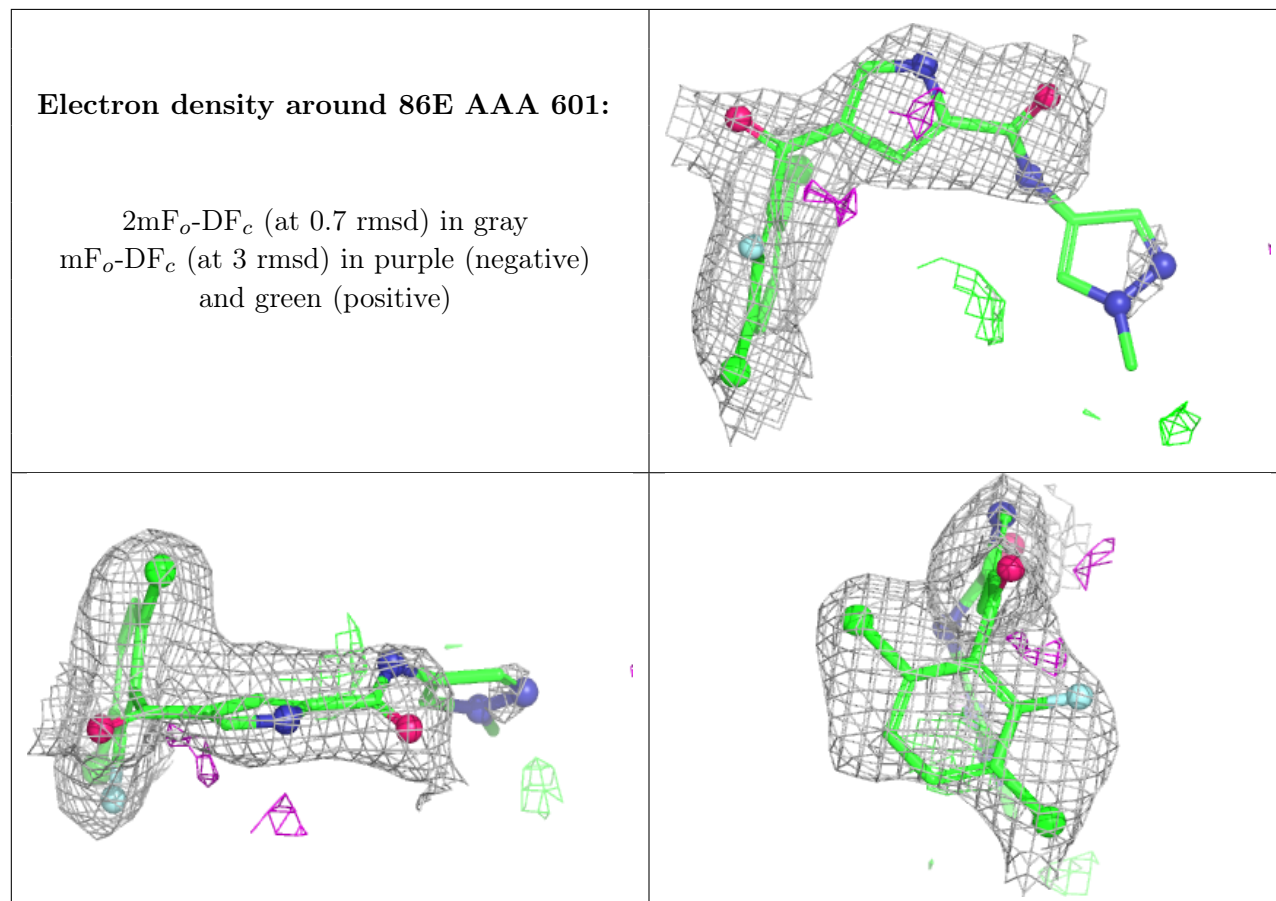 Electron density around 86E AAA 601:
2mFo-DFc (at 0.7 rmsd) in gray
mFo-DFc (at 3 rmsd) in purple (negative)
and green (positive)